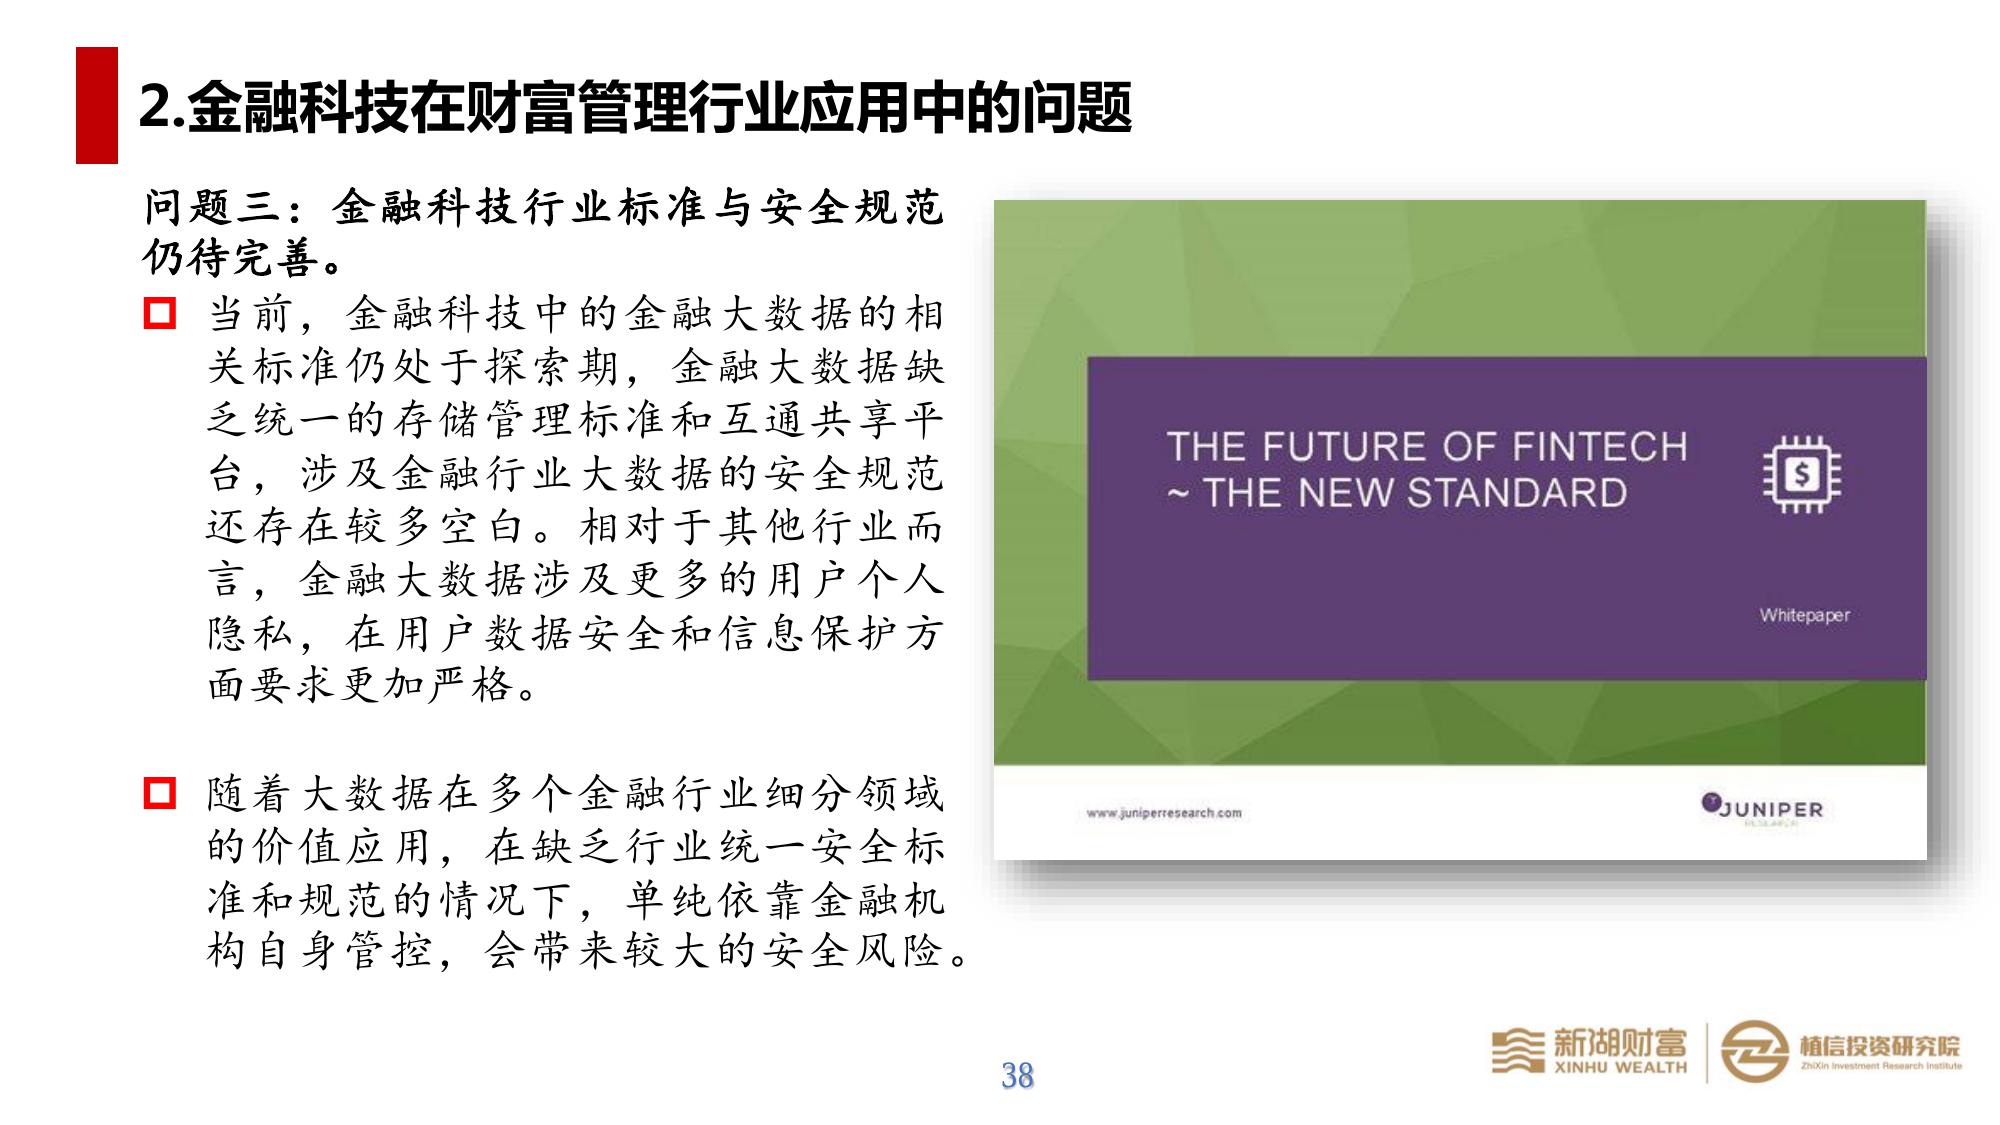 2.金融科技在财富管理行业应用中的问题
问题三：金融科技行业标准与安全规范
仍待完善。
当前，金融科技中的金融大数据的相
关标准仍处于探索期，金融大数据缺
乏统一的存储管理标准和互通共享平
台，涉及金融行业大数据的安全规范
还存在较多空白。相对于其他行业而
言，金融大数据涉及更多的用户个人
隐私，在用户数据安全和信息保护方
面要求更加严格。
随着大数据在多个金融行业细分领域
的价值应用，在缺乏行业统一安全标
准和规范的情况下，单纯依靠金融机
构自身管控，会带来较大的安全风险。
THE FUTURE OF FINTECH
~ THE NEW STANDARD
$
Whitepaper
www.juniperresearch.com
JUNIPER
RESEARCH
38
新湖财富
XINHU WEALTH
植信投资研究院
ZhiXin Investment Research Institute